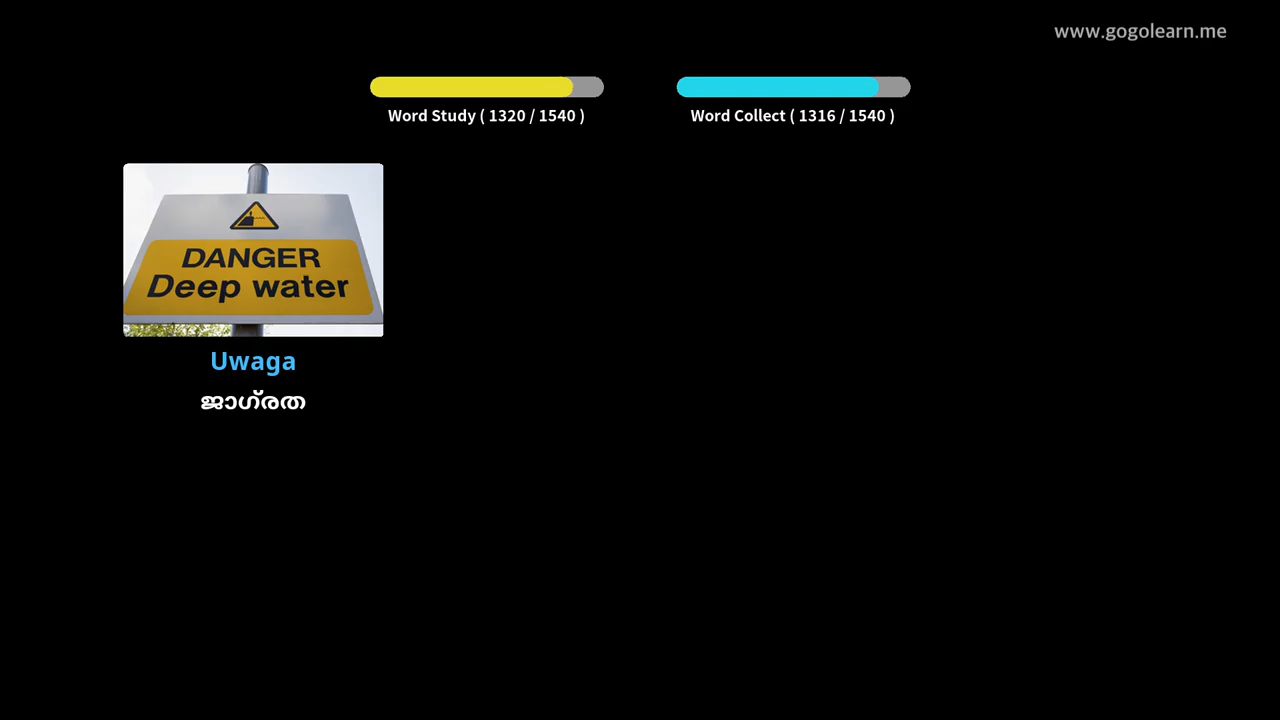 www.gogolearn.me
Word Study ( 1320 / 1540 )
Word Collect ( 1316 / 1540 )
DANGER
Deep water
Uwaga
ജാഗ്രത